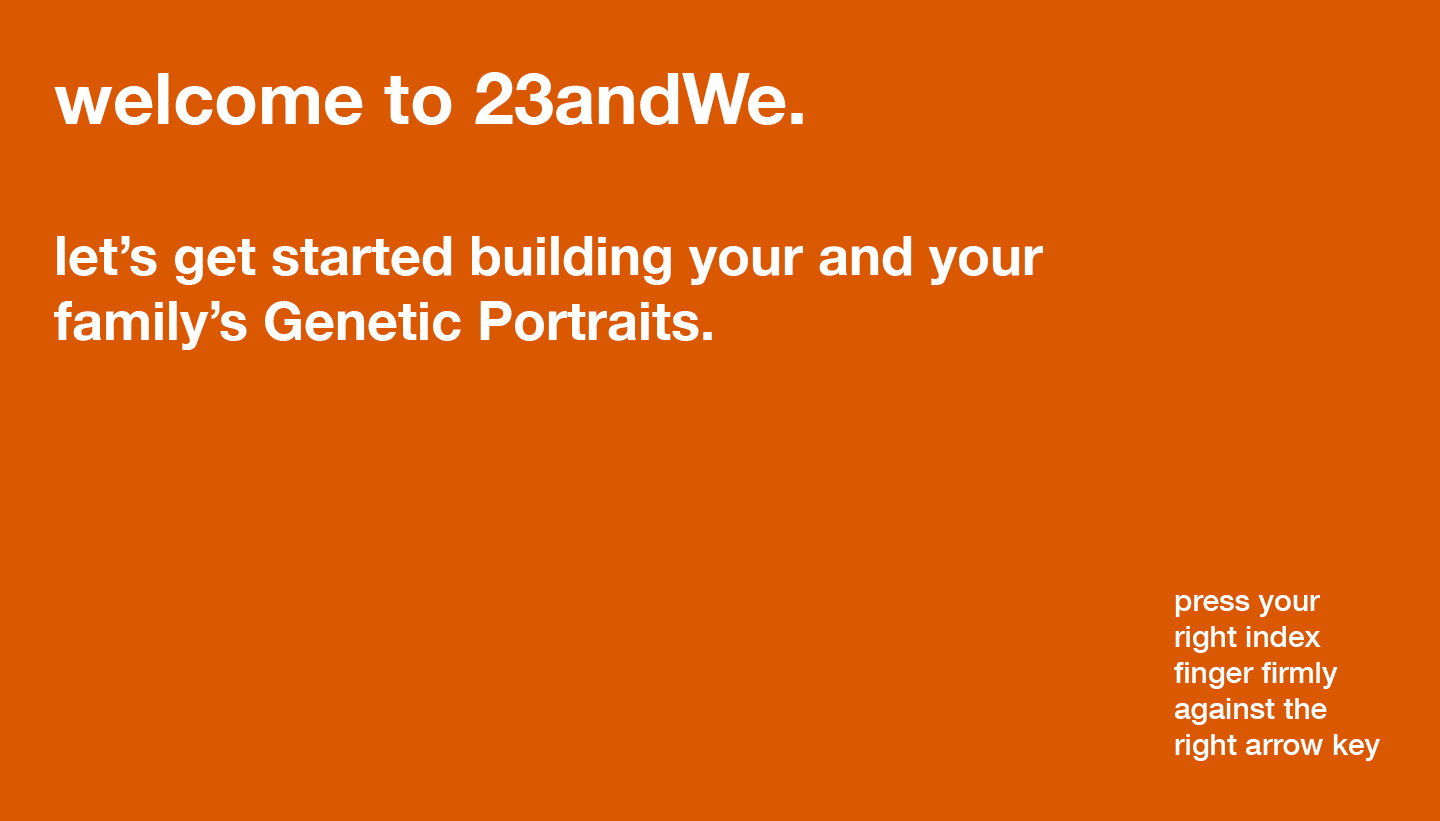 welcome to 23andWe.
let’s get started building your and your
family’s Genetic Portraits.
press your
right index
finger firmly
against the
right arrow key